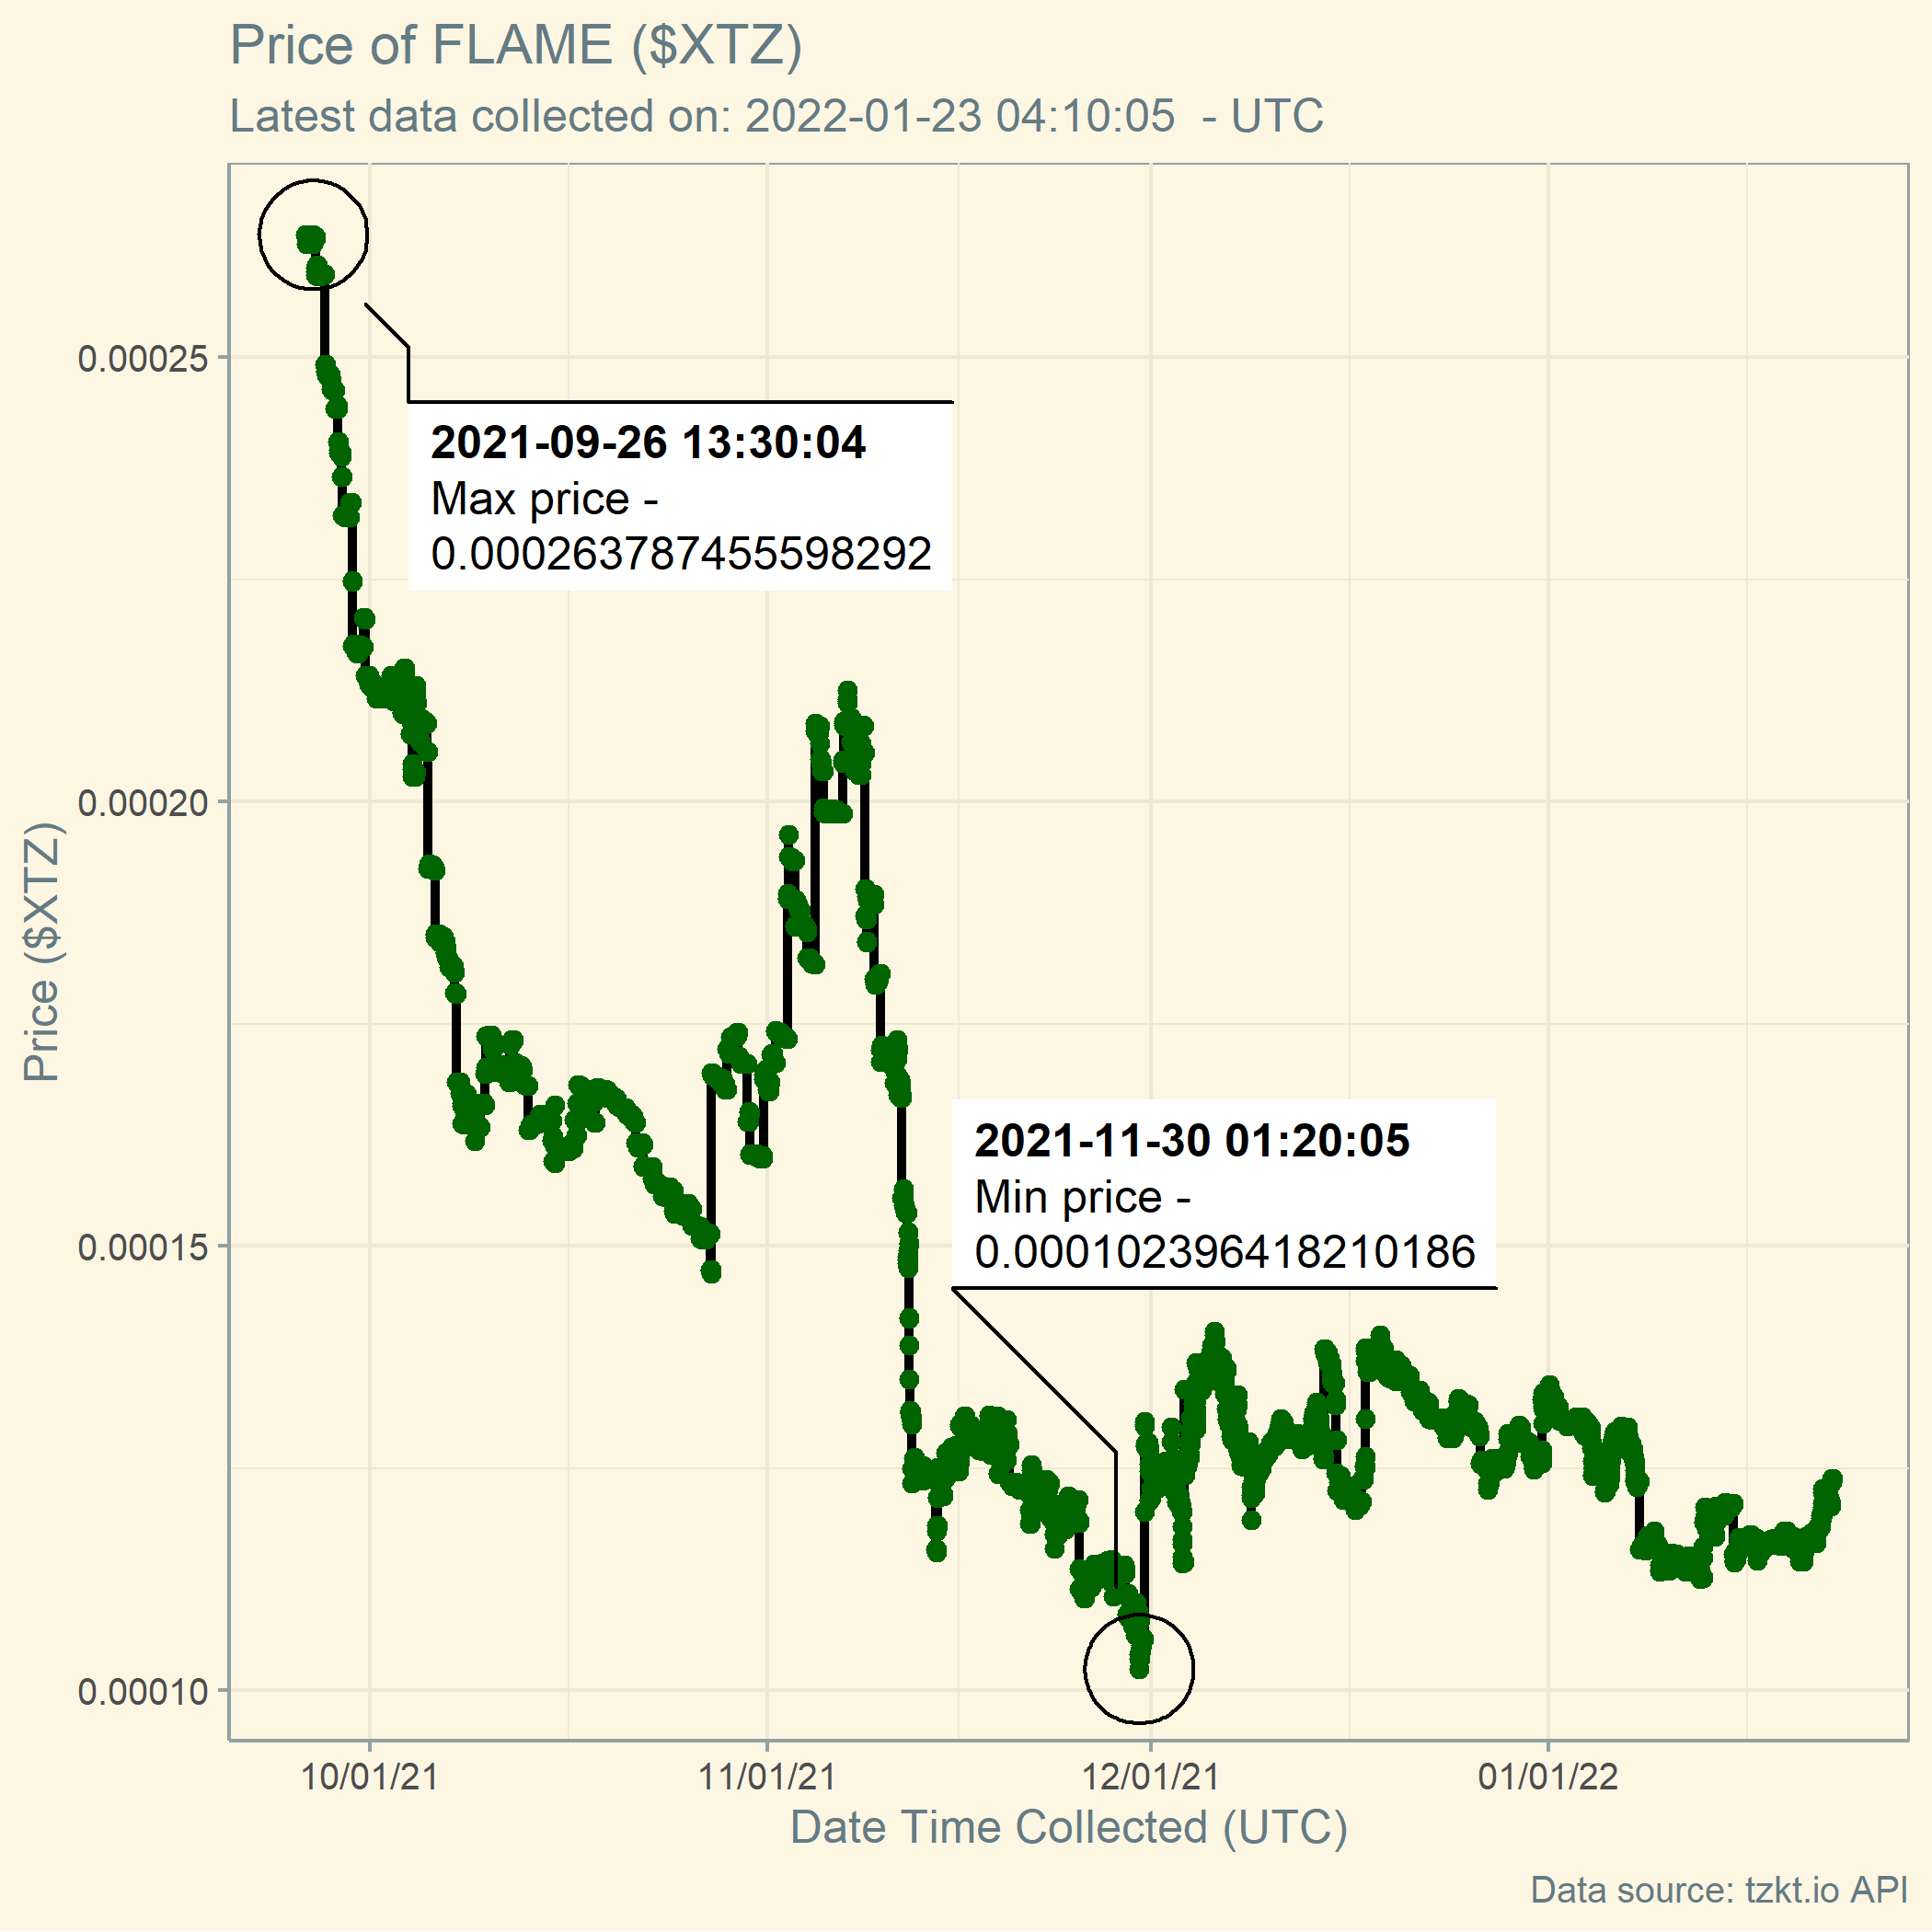 Price of FLAME ($XTZ)
Latest data collected on: 2022-01-23 04:10:05  - UTC
0.00025
0.00020
0.00015
0.00010
Price ($XTZ)
2021-09-26 13:30:04
Max price -
0.000263787455598292
2021-11-30 01:20:05
Min price -
0.000102396418210186
10/01/21
11/01/21
12/01/21
01/01/22
Date Time Collected (UTC)
Data source: tzkt.io API